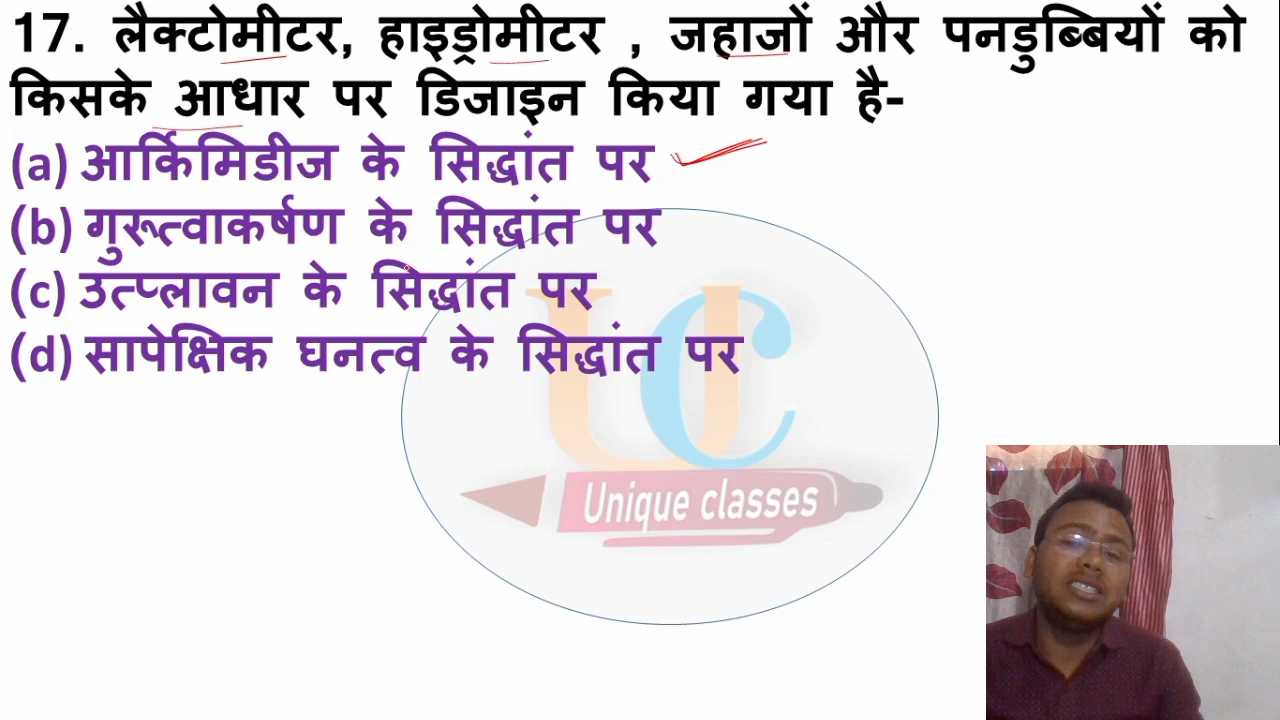 17. लैक्टोमीटर, हाइड्रोमीटर , जहाजों और पनडुब्बियों को
किसके आधार पर डिजाइन किया गया है-
(a) आर्किमिडीज के सिद्धांत पर
(b) गुरूत्वाकर्षण के सिद्धांत पर
(c) उत्प्लावन के सिद्धांत पर
(d) सापेक्षिक घनत्व के सिद्धांत पर
UC
Unique classes